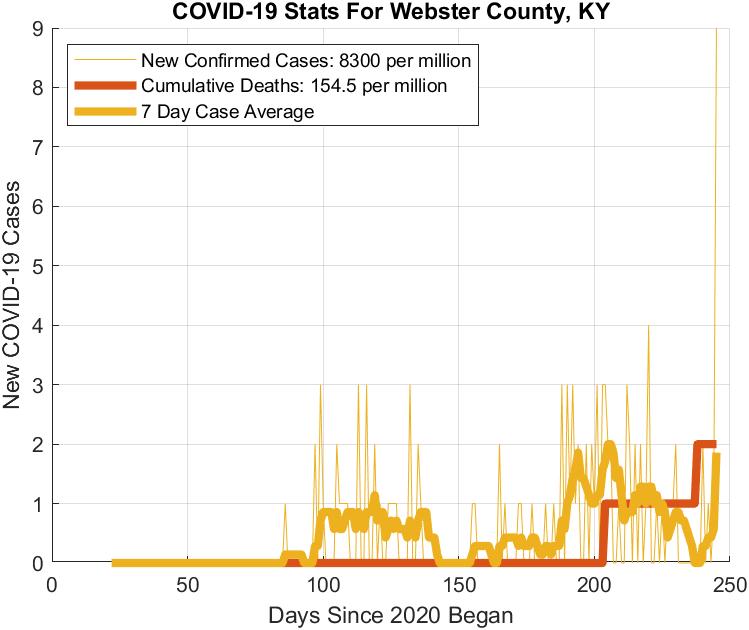 COVID-19 Stats For Webster County, KY
New Confirmed Cases: 8300 per million
Cumulative Deaths: 154.5 per million
7 Day Case Average
New COVID-19 Cases
9
8
7
6
5
4
3
2
1
0
0 50 100 150 200 250
Days Since 2020 Began